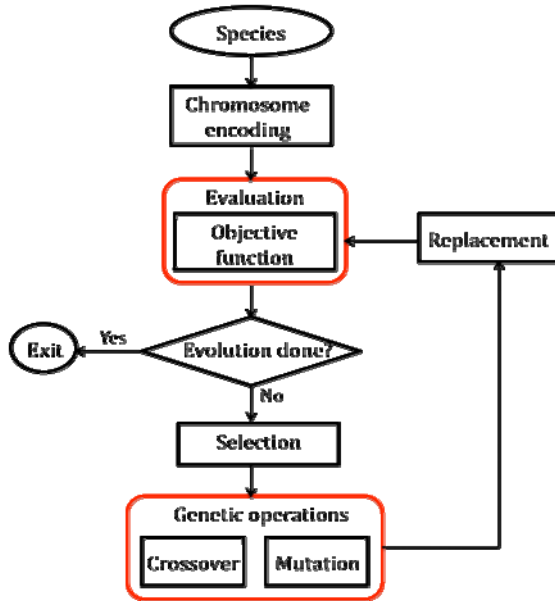 Species
Chromosome
encoding
Evaluation
Objective
function
Replacement
Yes
Exit
Evolution done?
No
Selection
Genetic operations
Crossover
Mutation